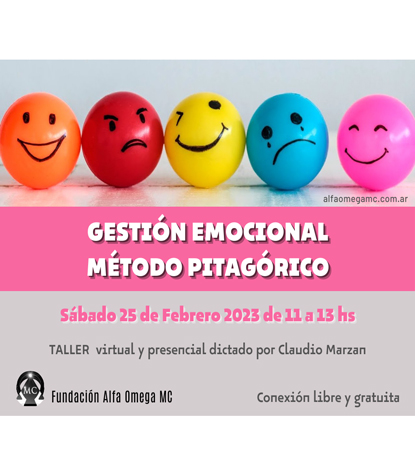 alfaomegamc.com.ar
GESTIÓN EMOCIONAL
MÉTODO PITAGÓRICO
Sábado 25 de Febrero 2023 de 11 a 13 hs
TALLER virtual y presencial dictado por Claudio Marzan
MC
Fundación Alfa Omega MC
Conexión libre y gratuita